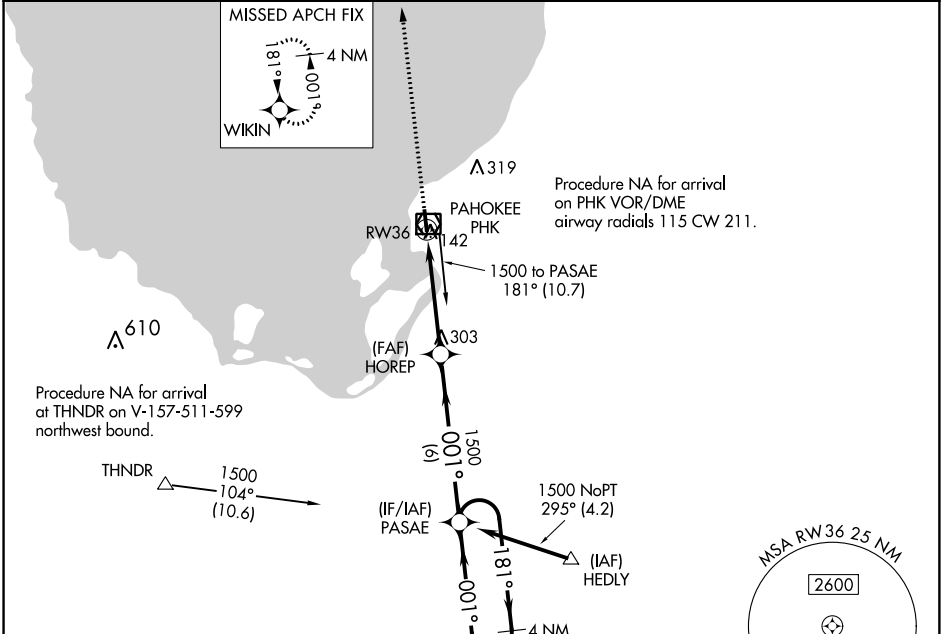 MISSED APCH FIX
181°
4 NM
001°
WIKIN
319
Procedure NA for arrival
on PHK VOR/DME
airway radials 115 CW 211.
PAHOKEE
PHK
RW36
142
1500 to PASAE
181° (10.7)
610
303
(FAF)
HOREP
Procedure NA for arrival
at THNDR on V-157-511-599
northwest bound.
1500
001°
(6)
THNDR
1500
104°
(10.6)
1500 NoPT
295° (4.2)
(IF/IAF)
PASAE
(IAF)
HEDLY
181°
001°
4 NM
MSA RW36 25 NM
2600